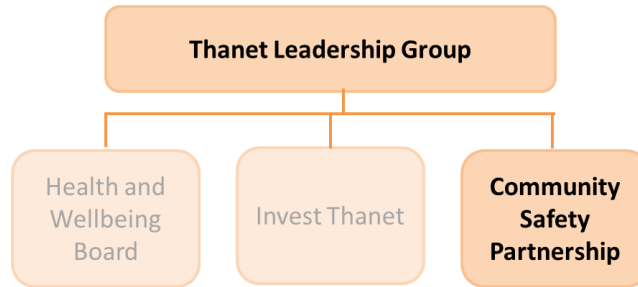 Thanet Leadership Group
Health and
Wellbeing
Board
Invest Thanet
Community
Safety
Partnership